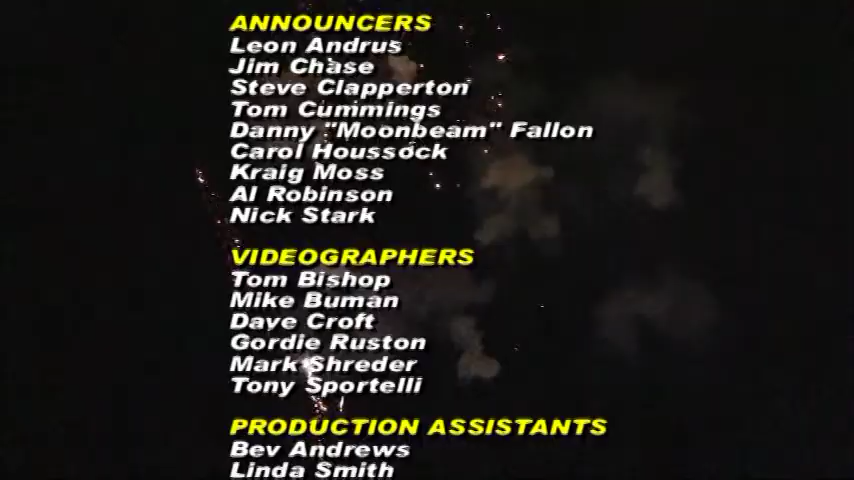 ANNOUNCERS
Leon Andrus
Jim Chase
Steve Clapperton
Tom Cummings
Danny "Moonbeam" Fallon
Carol Houssock
Kraig Moss
Al Robinson
Nick Stark
VIDEOGRAPHERS
Tom Bishop
Mike Buman
Dave Croft
Gordie Ruston
Mark Shreder
Tony Sportelli
PRODUCTION ASSISTANTS
Bev Andrews
Linda Smith